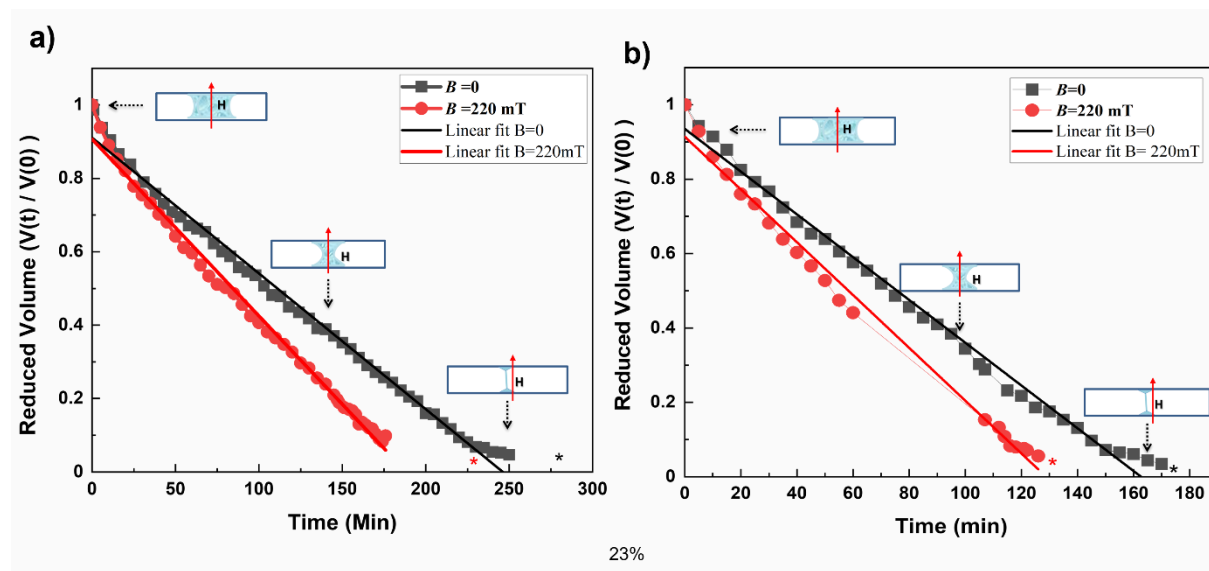 a)
Reduced Volume (V(t) / V(0)
1
0.8
0.6
0.4
0.2
0
0 50 100 150 200 250 300
Time (Min)
B =0
B =220 mT
Linear fit B=0
Linear fit B=220mT
H
H
H
*
*
b)
Reduced Volume (V(t) / V(0)
1
0.8
0.6
0.4
0.2
0
0 20 40 60 80 100 120 140 160 180
Time (min)
B=0
B=220 mT
Linear fit B=0
Linear fit B= 220mT
H
H
H
*
*
23%